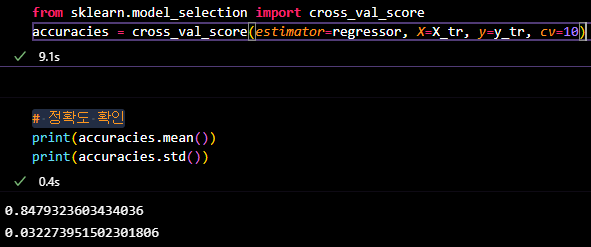 from sklearn.model_selection import cross_val_score
accuracies = cross_val_score(estimator=regressor, X=X_tr, y=y_tr, cv=10)
✓ 9.1s
# 정확도 확인
print(accuracies.mean())
print(accuracies.std())
✓ 0.4s
0.8479323603434036
0.032273951502301806